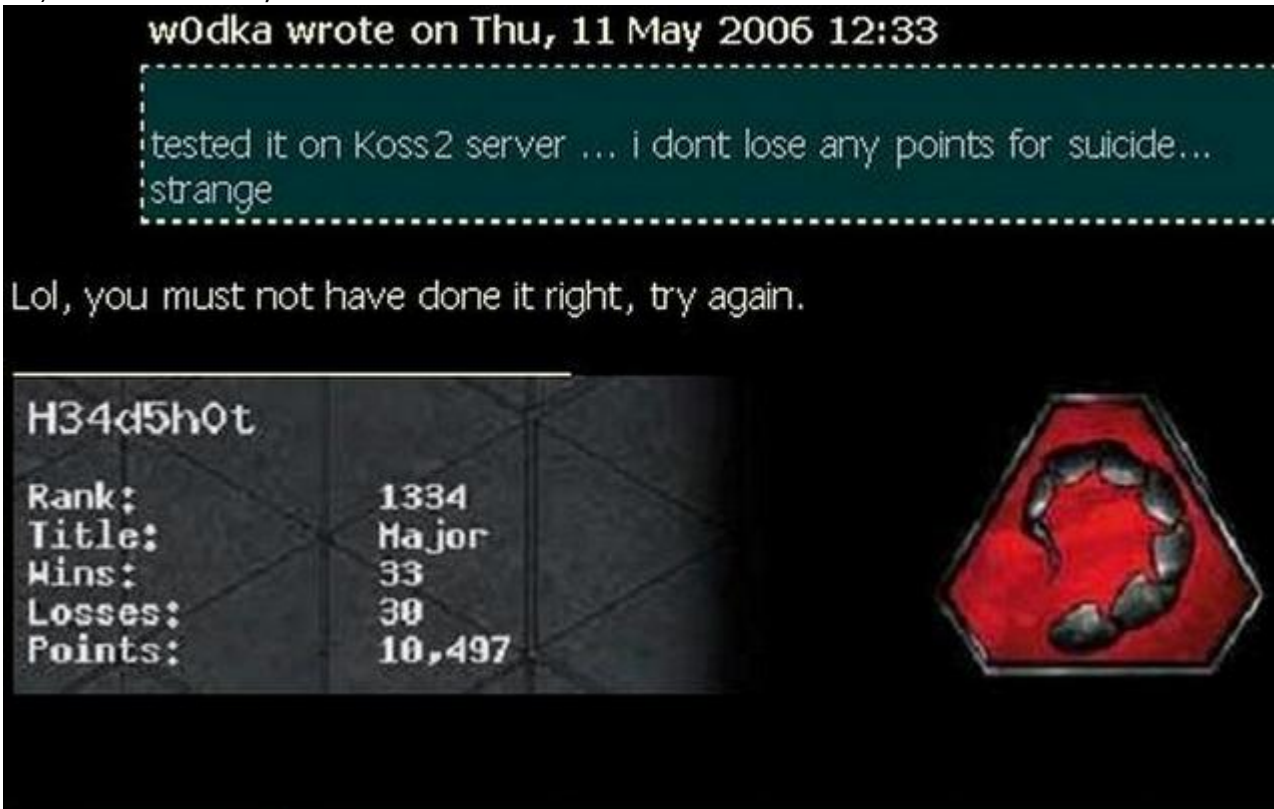 w0dka wrote on Thu, 11 May 2006 12:33
tested it on Koss2 server ... i dont lose any points for suicide...
strange
Lol, you must not have done it right, try again.
H34d5h0t
Rank: 1334
Title: Major
Wins: 33
Losses: 30
Points: 10,497